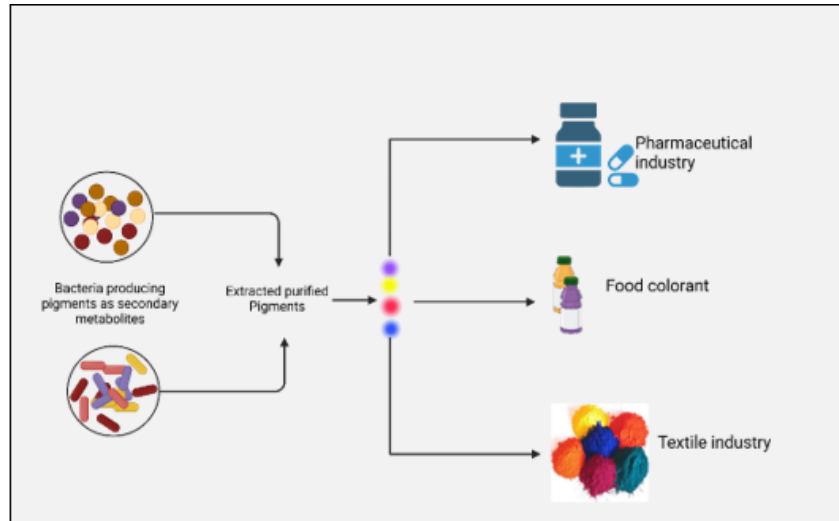 Pharmaceutical
industry
Bacteria producing
pigments as secondary
metabolites
Extracted purified
Pigments
Food colorant
Textile industry